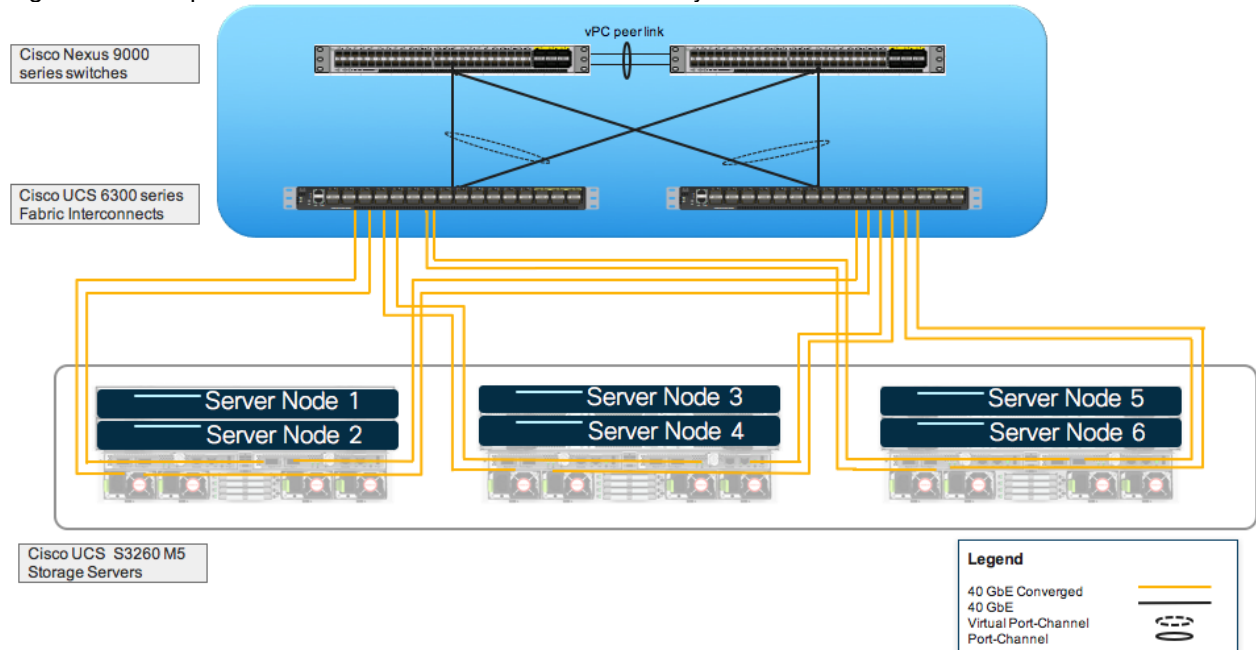 vPC peer link
Cisco Nexus 9000
series switches
Cisco UCS 6300 series
Fabric Interconnects
Server Node 1
Server Node 2
Server Node 3
Server Node 4
Server Node 5
Server Node 6
Cisco UCS S3260 M5
Storage Servers
Legend
40 GbE Converged
40 GbE
Virtual Port-Channel
Port-Channel